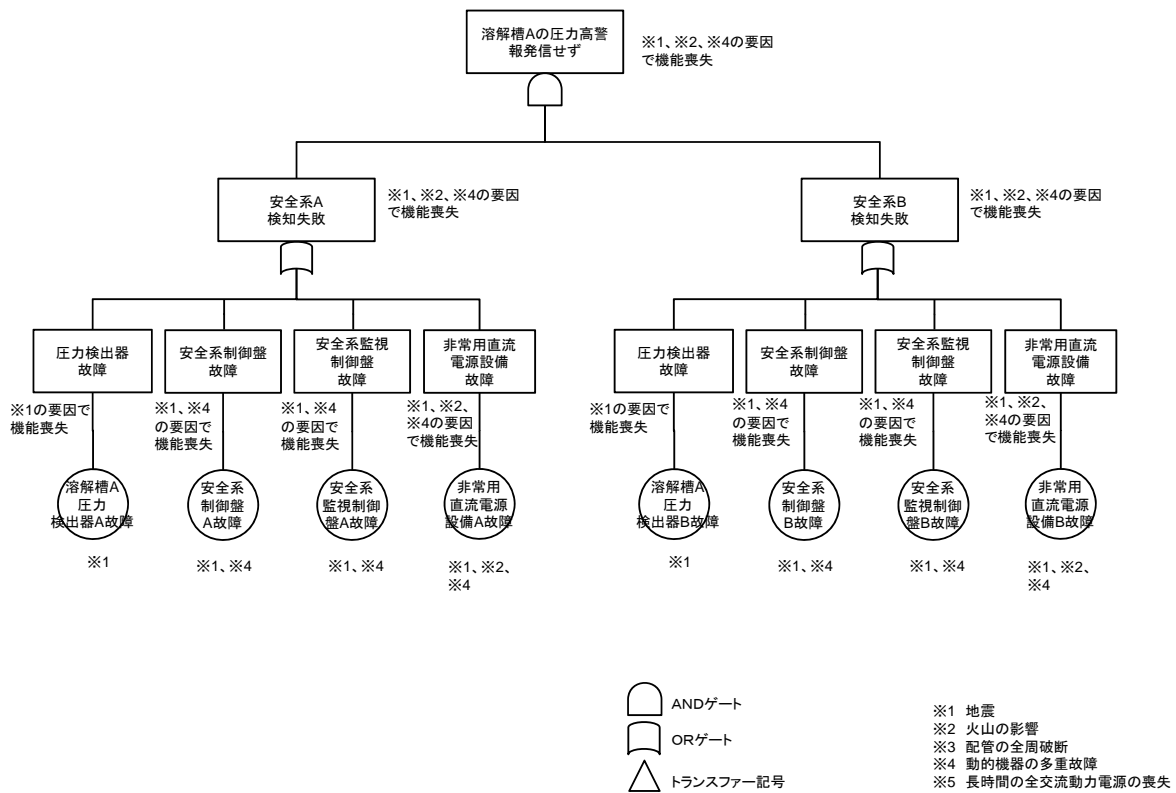 溶解槽Aの圧力高警
報発信せず
※1、※2、※4の要因
で機能喪失
安全系A
検知失敗
※1、※2、※4の要因
で機能喪失
安全系B
検知失敗
※1、※2、※4の要因
で機能喪失
圧力検出器
故障
安全系制御盤
故障
安全系監視
制御盤
故障
非常用直流
電源設備
故障
圧力検出器
故障
安全系制御盤
故障
安全系監視
制御盤
故障
非常用直流
電源設備
故障
※1の要因で
機能喪失
※1、※4
の要因で
機能喪失
※1、※4
の要因で
機能喪失
※1、※2、
※4の要因
で機能喪失
※1の要因で
機能喪失
※1、※4
の要因で
機能喪失
※1、※4
の要因で
機能喪失
※1、※2、
※4の要因
で機能喪失
溶解槽A
圧力
検出器A故障
安全系
制御盤
A故障
安全系
監視制御
盤A故障
非常用
直流電源
設備A故障
溶解槽A
圧力
検出器B故障
安全系
制御盤
B故障
安全系
監視制御
盤B故障
非常用
直流電源
設備B故障
※1
※1、※4
※1、※4
※1、※2、
※4
※1
※1、※4
※1、※4
※1、※2、
※4
ANDゲート
ORゲート
トランスファー記号
※1 地震
※2 火山の影響
※3 配管の全周破断
※4 動的機器の多重故障
※5 長時間の全交流動力電源の喪失